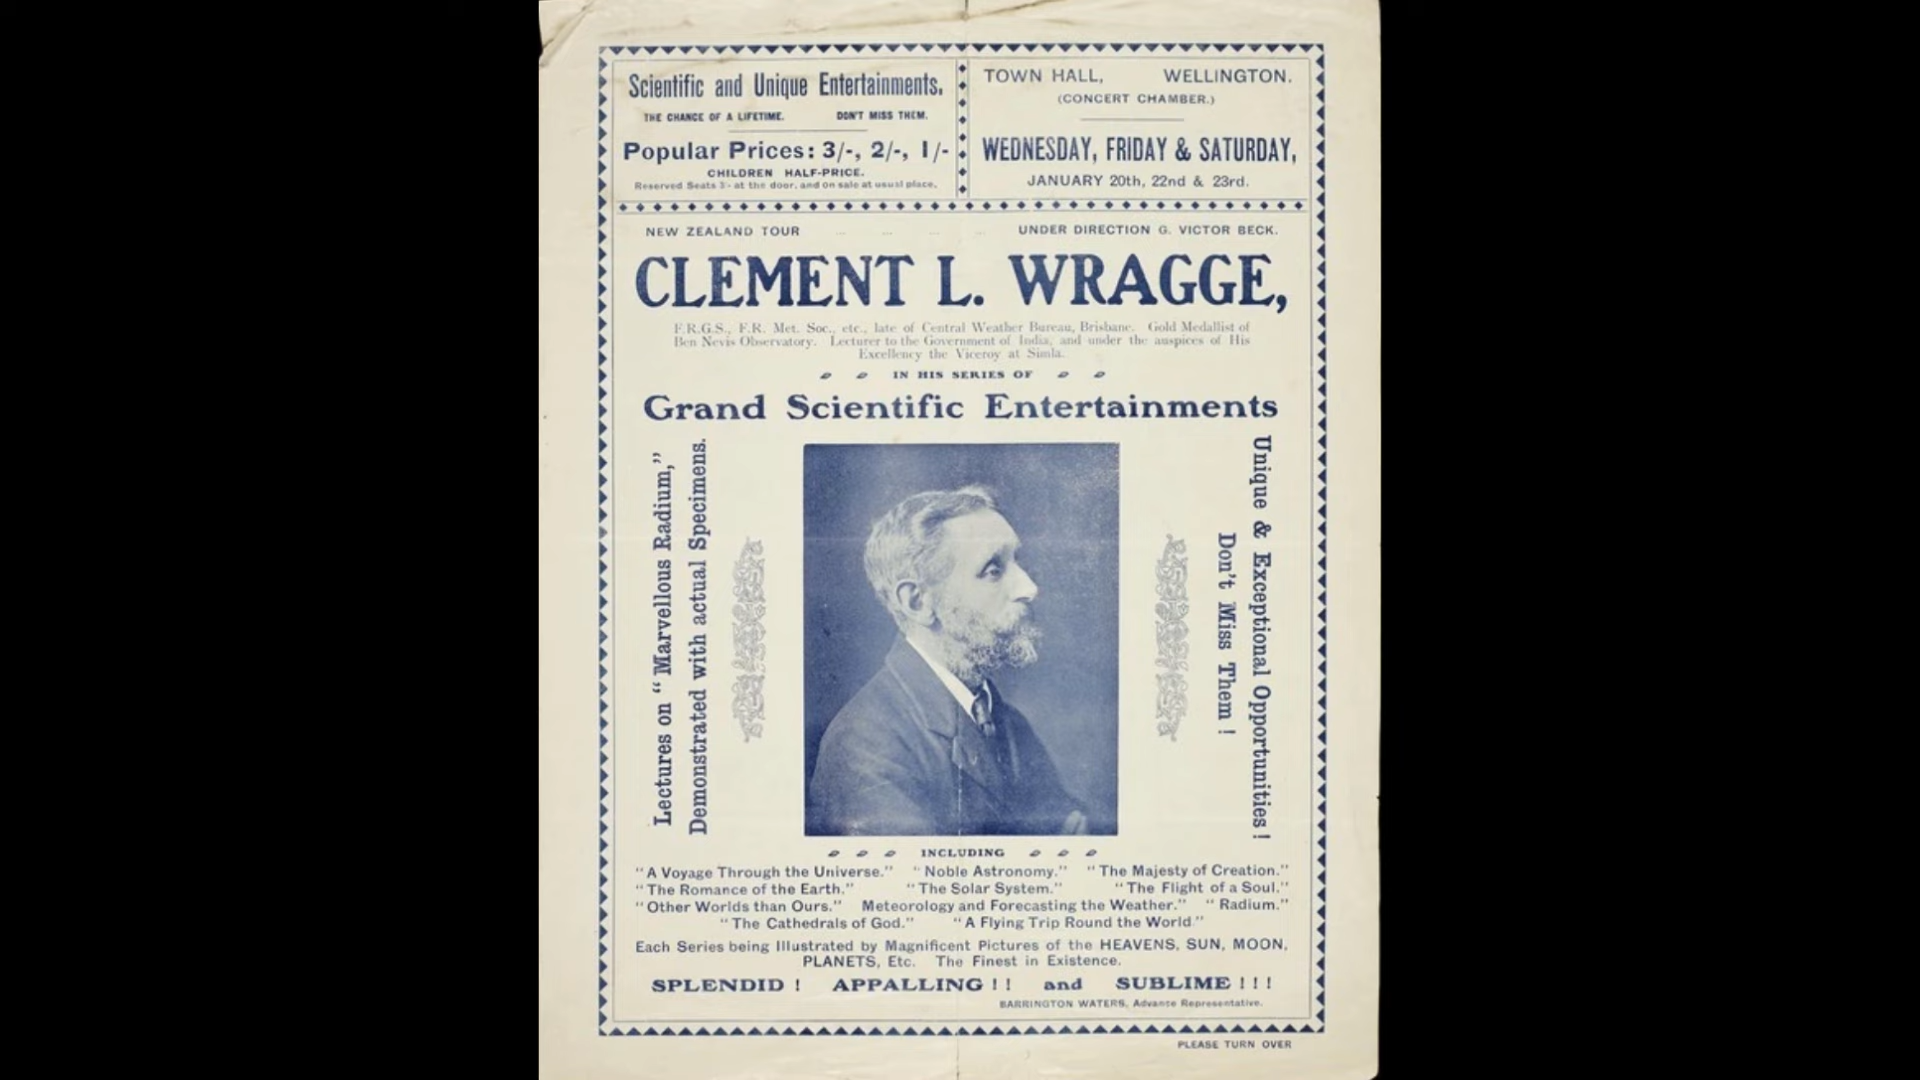 Scientific and Unique Entertainments.
THE CHANCE OF A LIFETIME. DON'T MISS THEM.
Popular Prices: 3/-, 2/-, 1/-
CHILDREN HALF-PRICE.
Reserved Seats 3/- at the door, and on sale at usual place.
TOWN HALL, WELLINGTON.
(CONCERT CHAMBER.)
WEDNESDAY, FRIDAY & SATURDAY,
JANUARY 20th, 22nd & 23rd.
NEW ZEALAND TOUR ... ... ... ... UNDER DIRECTION G. VICTOR BECK.
CLEMENT L. WRAGGE,
F.R.G.S., F.R. Met. Soc., etc., late of Central Weather Bureau, Brisbane. Gold Medallist of
Ben Nevis Observatory. Lecturer to the Government of India, and under the auspices of His
Excellency the Viceroy at Simla.
IN HIS SERIES OF
Grand Scientific Entertainments
Lectures on "Marvellous Radium,"
Demonstrated with actual Specimens.
Unique & Exceptional Opportunities!
Don't Miss Them!
INCLUDING
"A Voyage Through the Universe." "Noble Astronomy." "The Majesty of Creation."
"The Romance of the Earth." "The Solar System." "The Flight of a Soul."
"Other Worlds than Ours." Meteorology and Forecasting the Weather." "Radium."
"The Cathedrals of God." "A Flying Trip Round the World."
Each Series being Illustrated by Magnificent Pictures of the HEAVENS, SUN, MOON,
PLANETS, Etc. The Finest in Existence.
SPLENDID! APPALLING!! and SUBLIME!!!
BARRINGTON WATERS, Advance Representative.
PLEASE TURN OVER